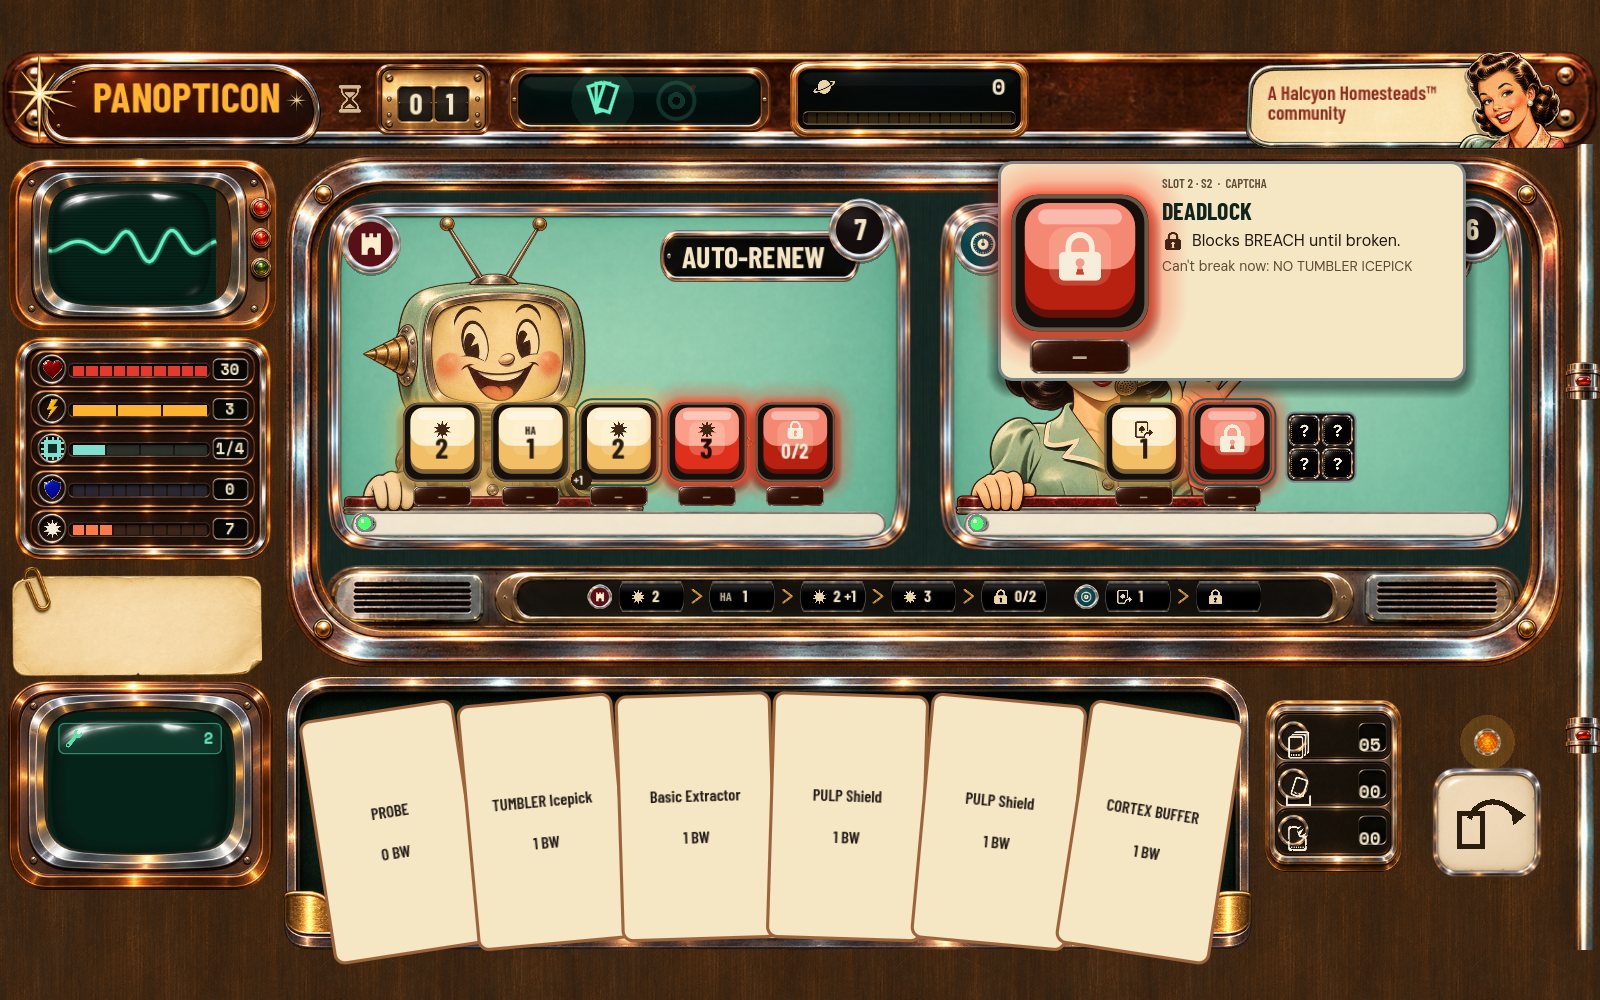 PANOPTICON
0 1
0
A Halcyon Homesteads™
community
SLOT 2 · S2 · CAPTCHA
DEADLOCK
Blocks BREACH until broken.
Can't break now: NO TUMBLER ICEPICK
—
7
AUTO-RENEW
6
30
3
1/4
0
7
2
HA
1
2
3
0/2
+1
—
—
—
—
—
1
? ?
? ?
—
—
2
>
HA 1
>
2 +1
>
3
>
0/2
1
>
2
PROBE
0 BW
TUMBLER Icepick
1 BW
Basic Extractor
1 BW
PULP Shield
1 BW
PULP Shield
1 BW
CORTEX BUFFER
1 BW
05
00
00